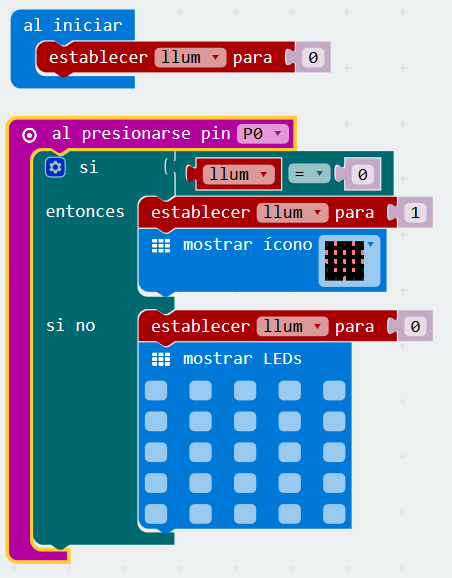 al iniciar
establecer llum para 0
al presionarse pin P0
si llum = 0
entonces establecer llum para 1
mostrar ícono
si no establecer llum para 0
mostrar LEDs